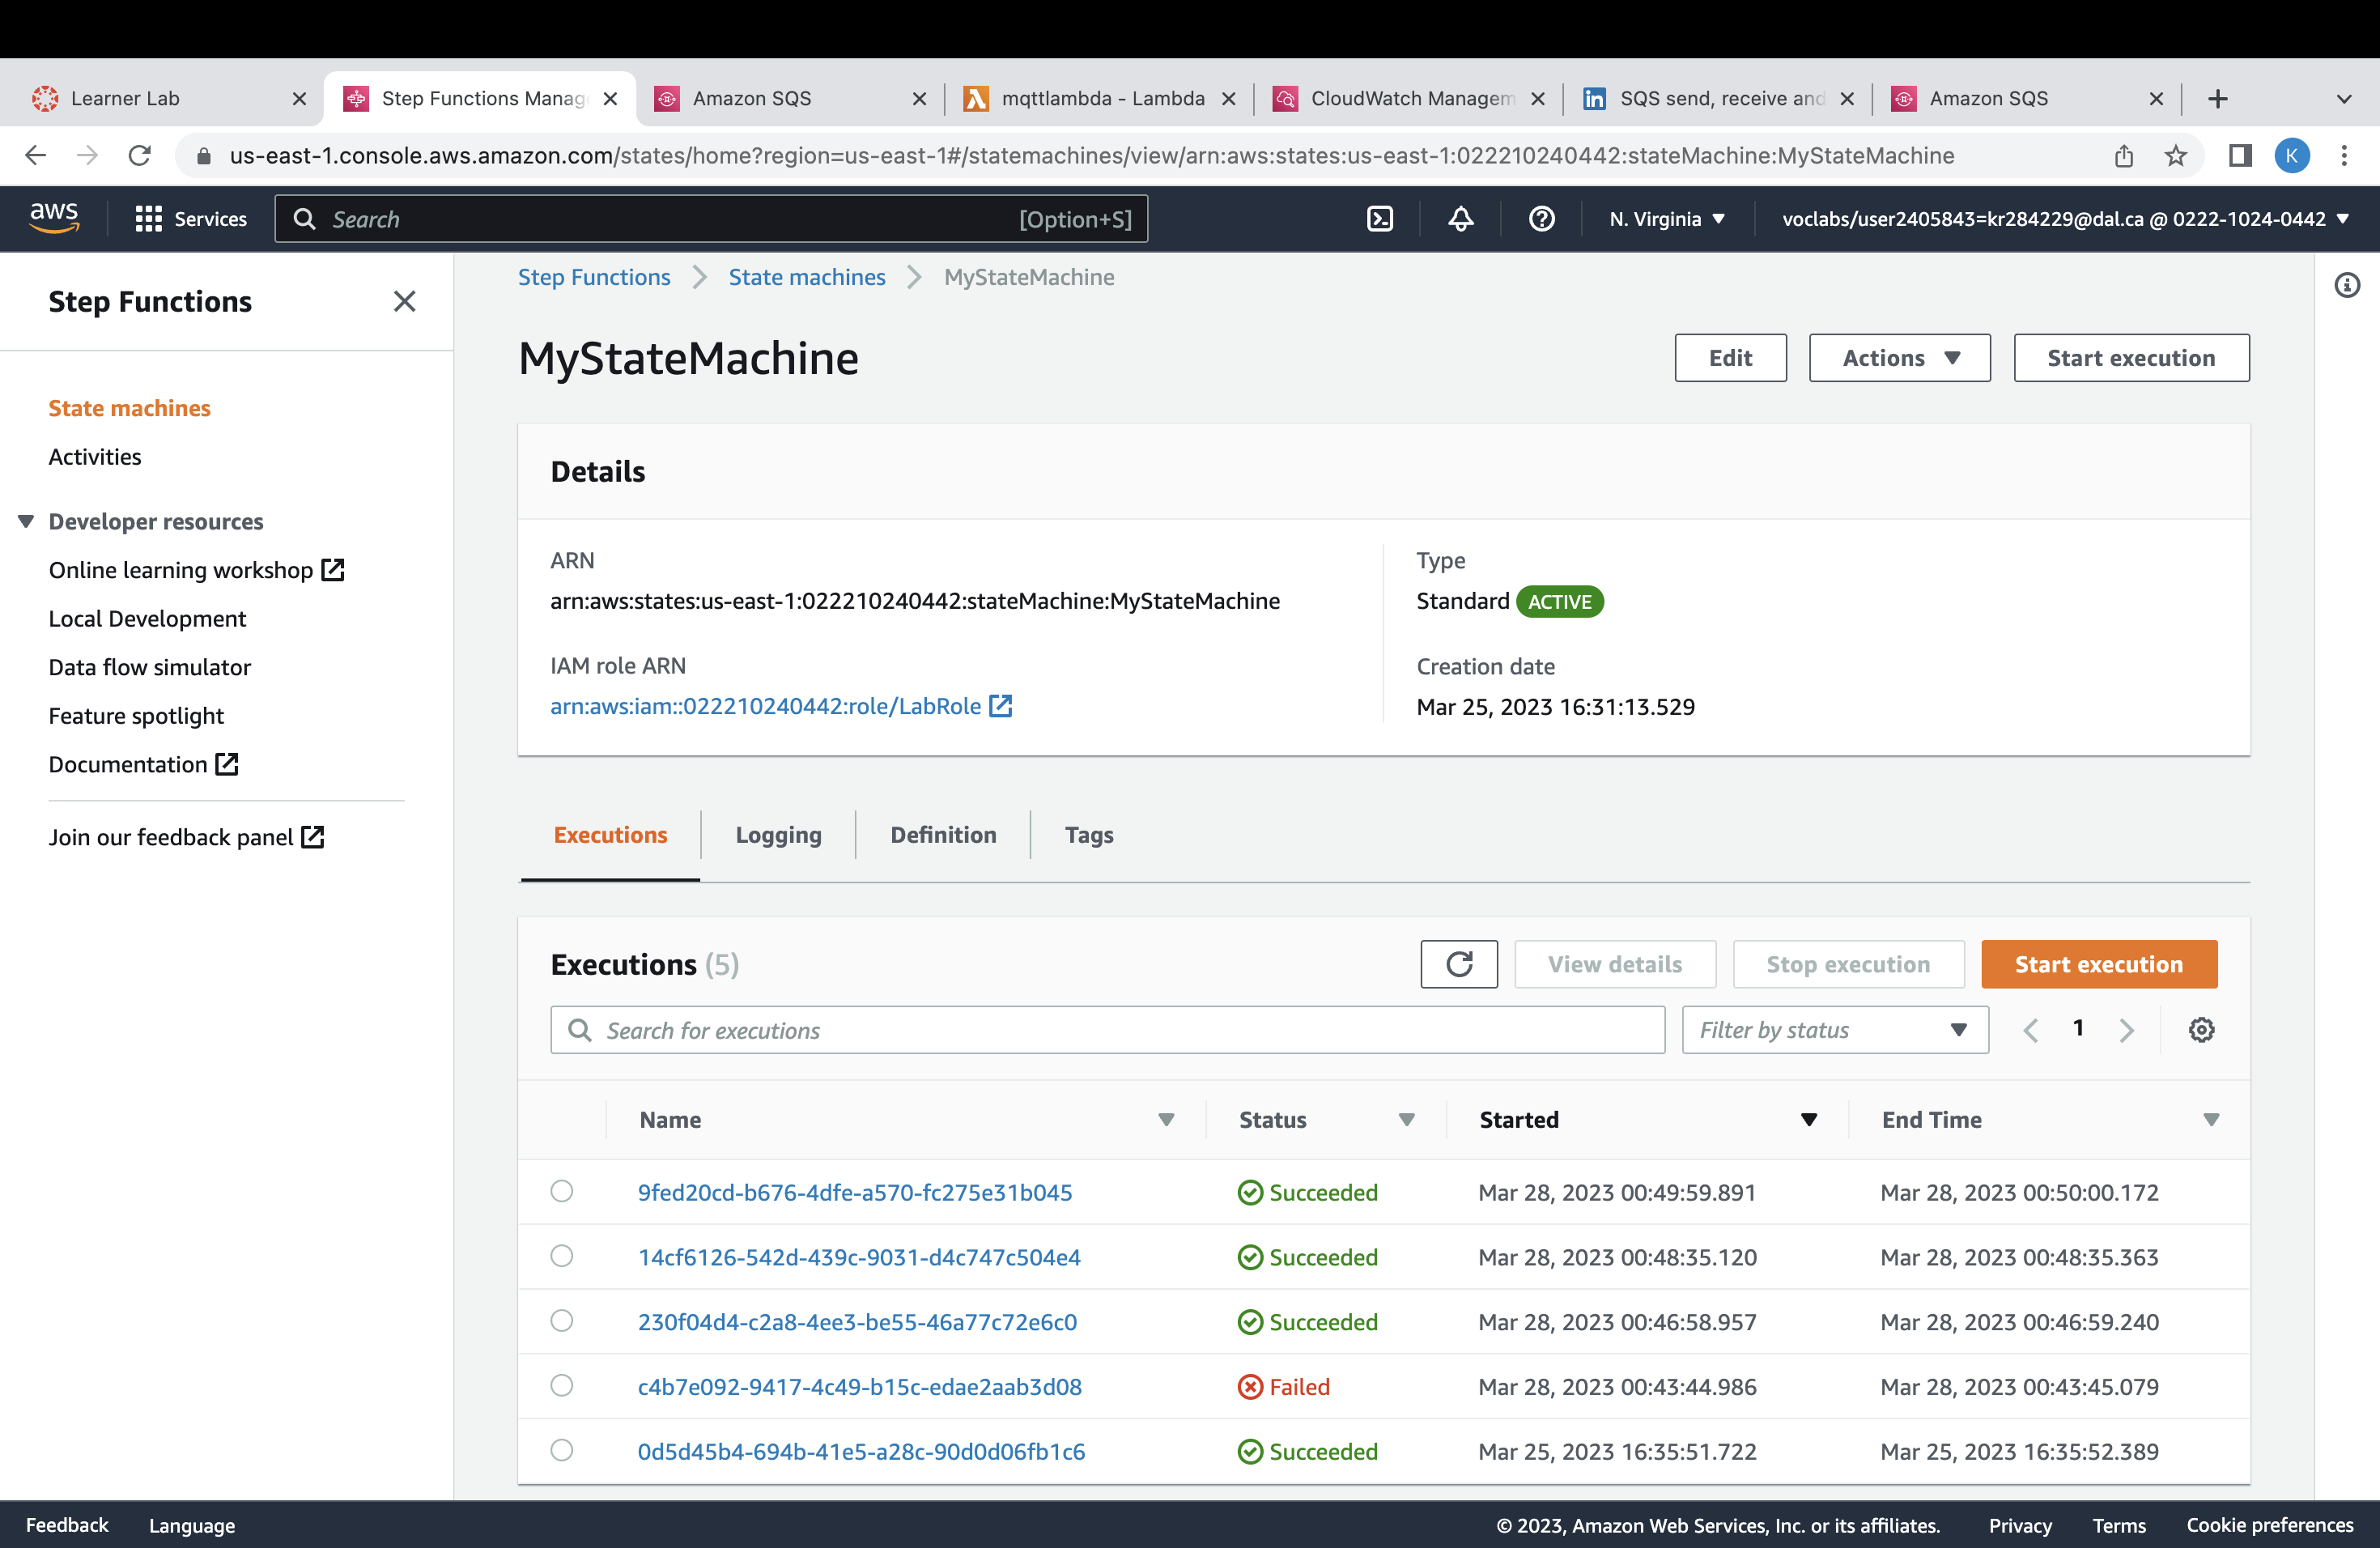 Learner Lab
Step Functions Manag
Amazon SQS
mqttlambda - Lambda
CloudWatch Managem
SQS send, receive and
Amazon SQS
us-east-1.console.aws.amazon.com/states/home?region=us-east-1#/statemachines/view/arn:aws:states:us-east-1:022210240442:stateMachine:MyStateMachine
K
aws
Services
Search
[Option+S]
N. Virginia
voclabs/user2405843=kr284229@dal.ca @ 0222-1024-0442
Step Functions
State machines
Activities
Developer resources
Online learning workshop
Local Development
Data flow simulator
Feature spotlight
Documentation
Join our feedback panel
Step Functions > State machines > MyStateMachine
MyStateMachine
Edit
Actions
Start execution
Details
ARN
arn:aws:states:us-east-1:022210240442:stateMachine:MyStateMachine
IAM role ARN
arn:aws:iam::022210240442:role/LabRole
Type
Standard ACTIVE
Creation date
Mar 25, 2023 16:31:13.529
Executions
Logging
Definition
Tags
Executions (5)
View details
Stop execution
Start execution
Search for executions
Filter by status
1
Name Status Started End Time
9fed20cd-b676-4dfe-a570-fc275e31b045 Succeeded Mar 28, 2023 00:49:59.891 Mar 28, 2023 00:50:00.172
14cf6126-542d-439c-9031-d4c747c504e4 Succeeded Mar 28, 2023 00:48:35.120 Mar 28, 2023 00:48:35.363
230f04d4-c2a8-4ee3-be55-46a77c72e6c0 Succeeded Mar 28, 2023 00:46:58.957 Mar 28, 2023 00:46:59.240
c4b7e092-9417-4c49-b15c-edae2aab3d08 Failed Mar 28, 2023 00:43:44.986 Mar 28, 2023 00:43:45.079
0d5d45b4-694b-41e5-a28c-90d0d06fb1c6 Succeeded Mar 25, 2023 16:35:51.722 Mar 25, 2023 16:35:52.389
Feedback
Language
© 2023, Amazon Web Services, Inc. or its affiliates.
Privacy
Terms
Cookie preferences